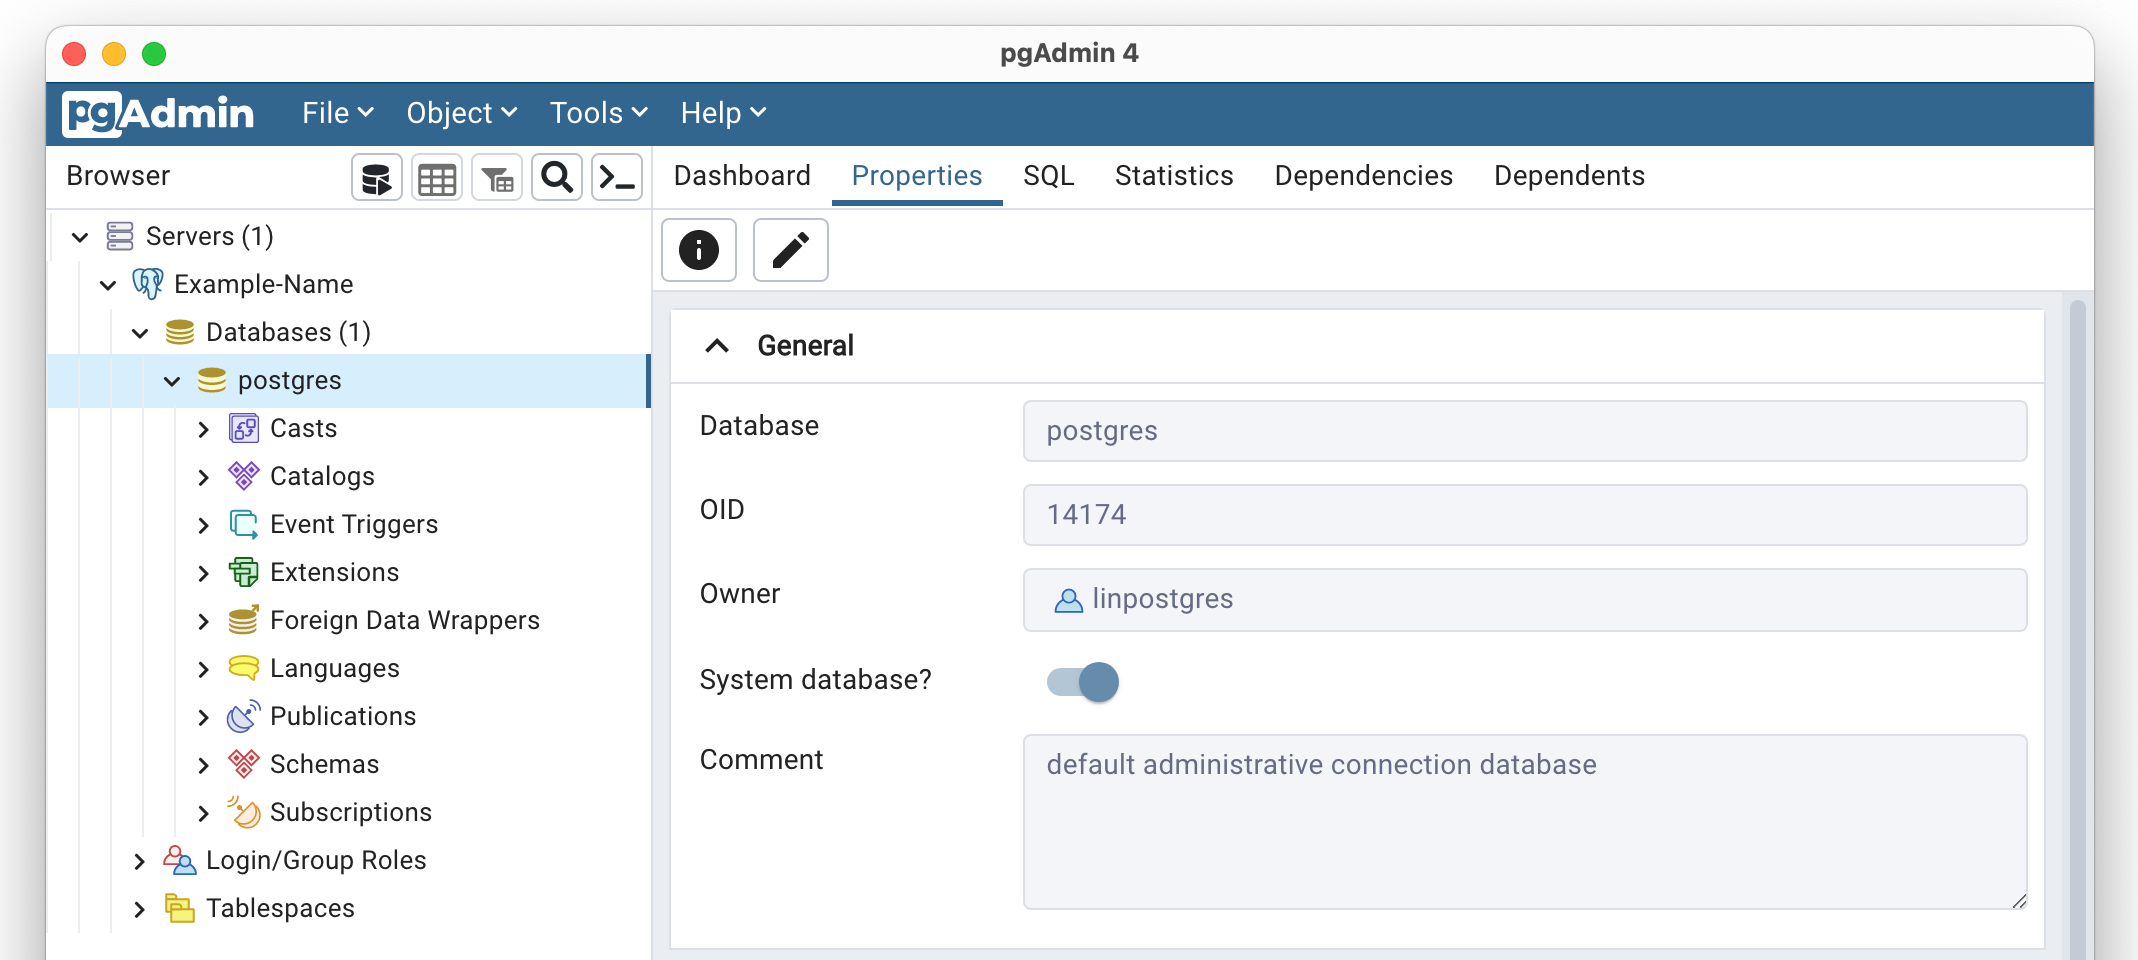 pgAdmin 4
pgAdmin File Object Tools Help
Browser
Dashboard Properties SQL Statistics Dependencies Dependents
Servers (1)
Example-Name
Databases (1)
postgres
Casts
Catalogs
Event Triggers
Extensions
Foreign Data Wrappers
Languages
Publications
Schemas
Subscriptions
Login/Group Roles
Tablespaces
General
Database postgres
OID 14174
Owner linpostgres
System database?
Comment default administrative connection database